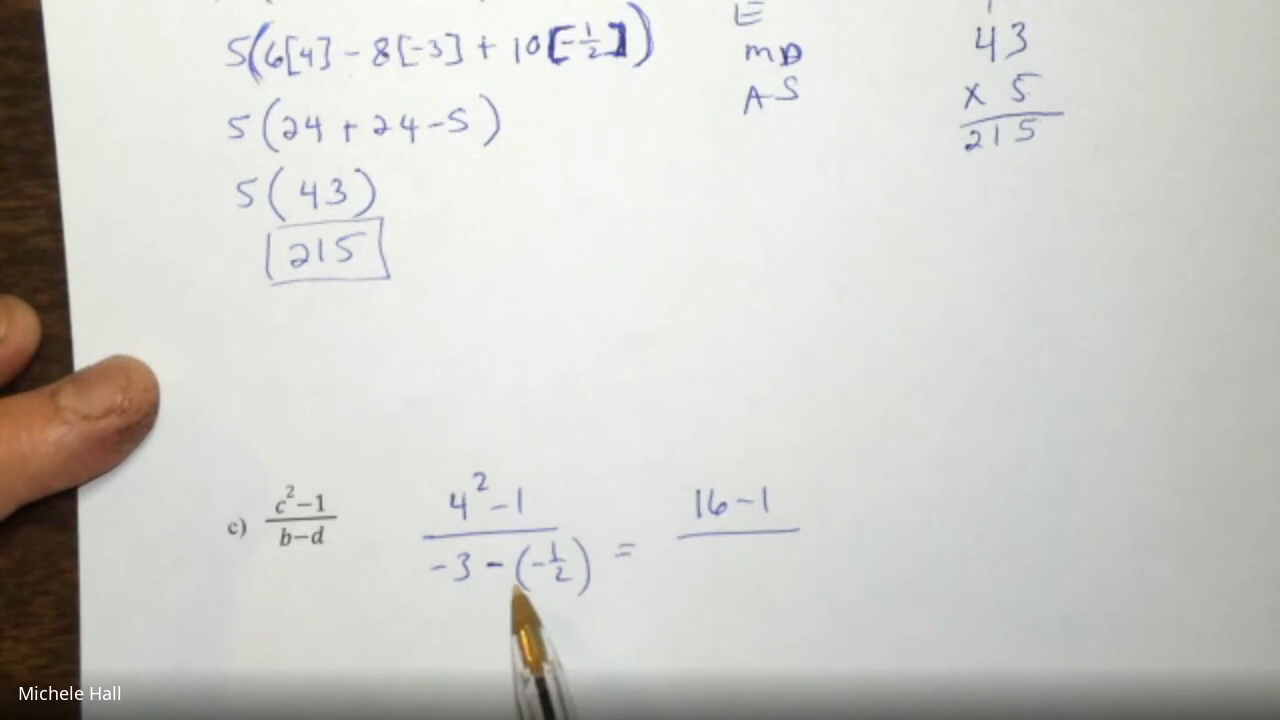 5(6[4] - 8[-3] + 10[-1/2])
5(24 + 24 - 5)
5(43)
215
E
MD
AS
43
x 5
215
c) c²-1 / b-d
4² - 1 / -3 - (-1/2) = 16 - 1
Michele Hall